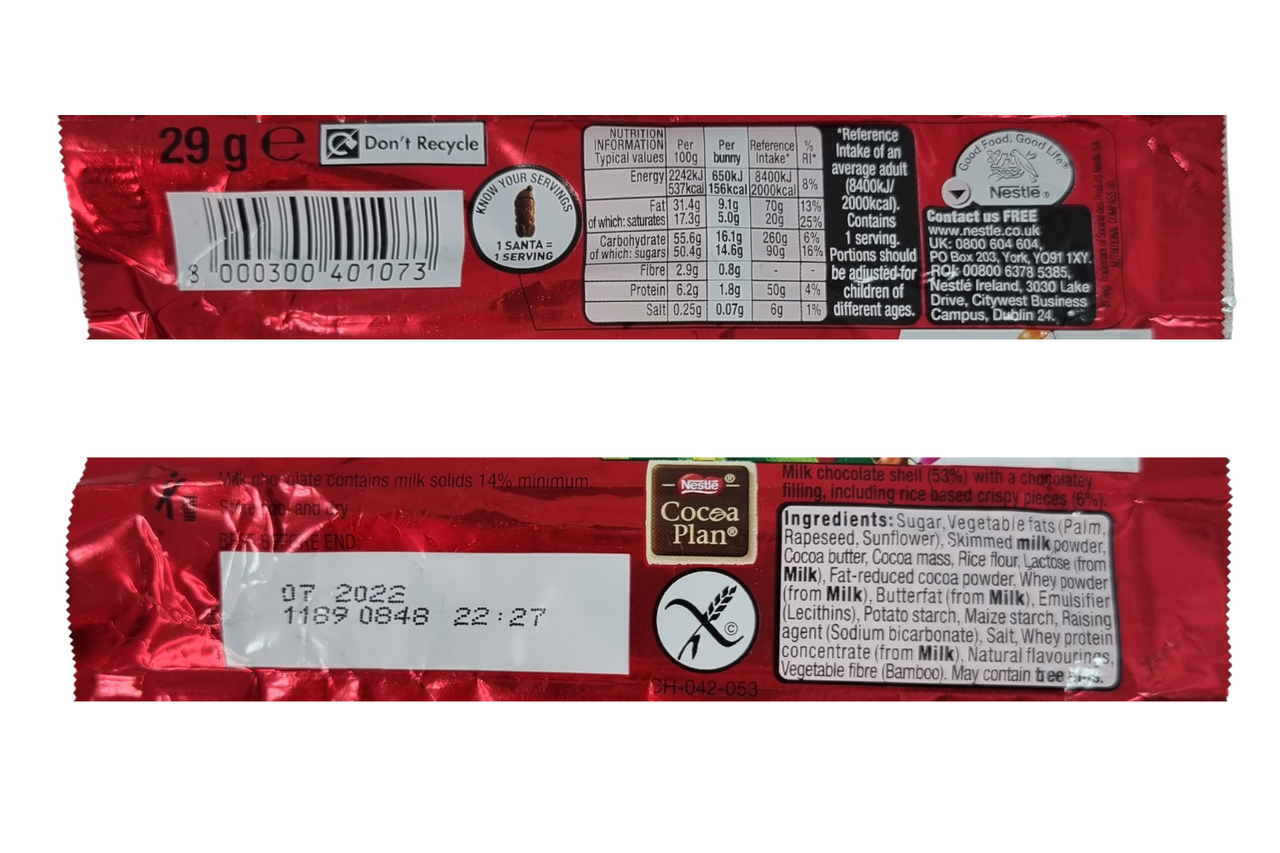 29 g e
Don't Recycle
8 000300 401073
KNOW YOUR SERVINGS
1 SANTA =
1 SERVING
NUTRITION INFORMATION Typical values Per 100g Per bunny Reference Intake* % RI*
Energy 2242kJ 650kJ 8400kJ 8%
537kcal 156kcal 2000kcal
Fat 31.4g 9.1g 70g 13%
of which: saturates 17.3g 5.0g 20g 25%
Carbohydrate 55.6g 16.1g 260g 6%
of which: sugars 50.4g 14.6g 90g 16%
Fibre 2.9g 0.8g - -
Protein 6.2g 1.8g 50g 4%
Salt 0.25g 0.07g 6g 1%
*Reference
Intake of an
average adult
(8400kJ/
2000kcal).
Contains
1 serving.
Portions should
be adjusted for
children of
different ages.
Good Food, Good Life®
Nestlé®
Contact us FREE
www.nestle.co.uk
UK: 0800 604 604,
PO Box 203, York, YO91 1XY.
ROI: 00800 6378 5385,
Nestlé Ireland, 3030 Lake
Drive, Citywest Business
Campus, Dublin 24.
NUTRITIONAL COMPASS ®
Milk chocolate contains milk solids 14% minimum.
Store cool and dry
BEST BEFORE END:
07 2022
1189 0848 22:27
Nestlé ®
Cocoa
Plan®
©
CH-042-053
Milk chocolate shell (53%) with a chocolatey
filling, including rice based crispy pieces (6%).
Ingredients: Sugar, Vegetable fats (Palm,
Rapeseed, Sunflower), Skimmed milk powder,
Cocoa butter, Cocoa mass, Rice flour, Lactose (from
Milk), Fat-reduced cocoa powder, Whey powder
(from Milk), Butterfat (from Milk), Emulsifier
(Lecithins), Potato starch, Maize starch, Raising
agent (Sodium bicarbonate), Salt, Whey protein
concentrate (from Milk), Natural flavourings,
Vegetable fibre (Bamboo). May contain tree nuts.